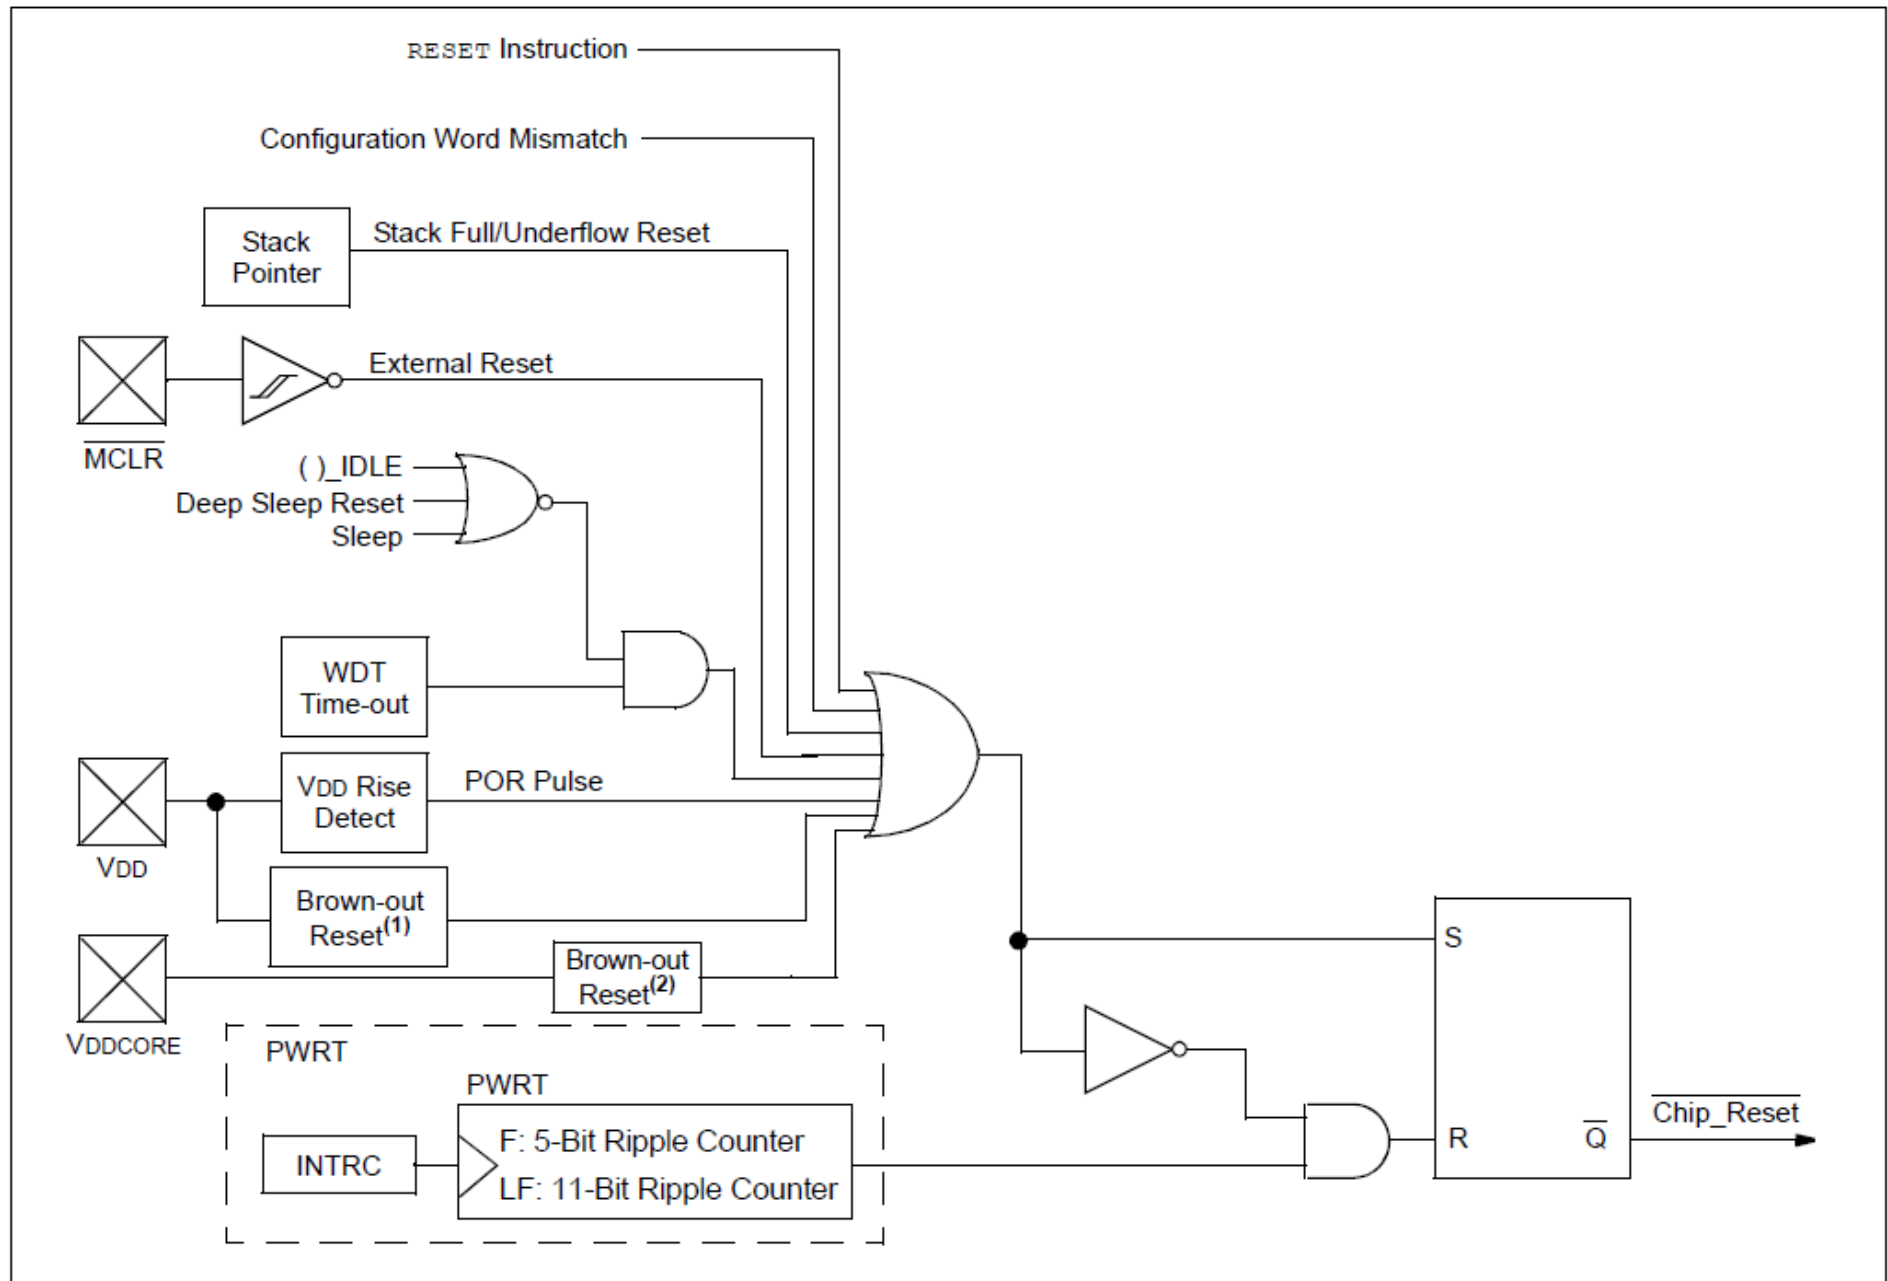 RESET Instruction
Configuration Word Mismatch
Stack
Pointer
Stack Full/Underflow Reset
External Reset
MCLR
( )_IDLE
Deep Sleep Reset
Sleep
WDT
Time-out
VDD Rise
Detect
POR Pulse
VDD
Brown-out
Reset(1)
Brown-out
Reset(2)
VDDCORE
PWRT
PWRT
INTRC
F: 5-Bit Ripple Counter
LF: 11-Bit Ripple Counter
S
R
Q
Chip_Reset